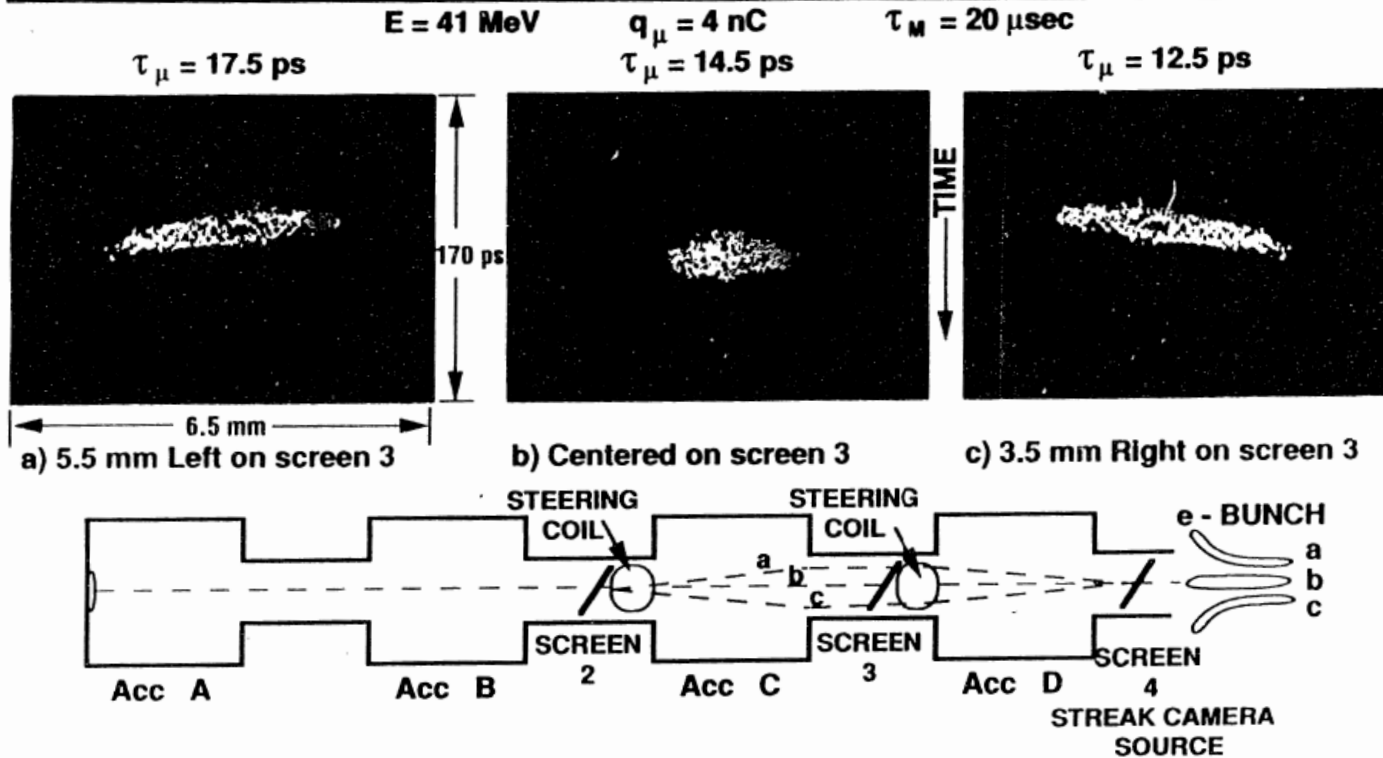 E = 41 MeV q_μ = 4 nC τ_M = 20 μsec
τ_μ = 17.5 ps τ_μ = 14.5 ps τ_μ = 12.5 ps
TIME
170 ps
6.5 mm
a) 5.5 mm Left on screen 3 b) Centered on screen 3 c) 3.5 mm Right on screen 3
STEERING COIL
STEERING COIL
e - BUNCH
a
b
c
a
b
c
SCREEN 2
SCREEN 3
SCREEN 4
Acc A Acc B Acc C Acc D
STREAK CAMERA
SOURCE